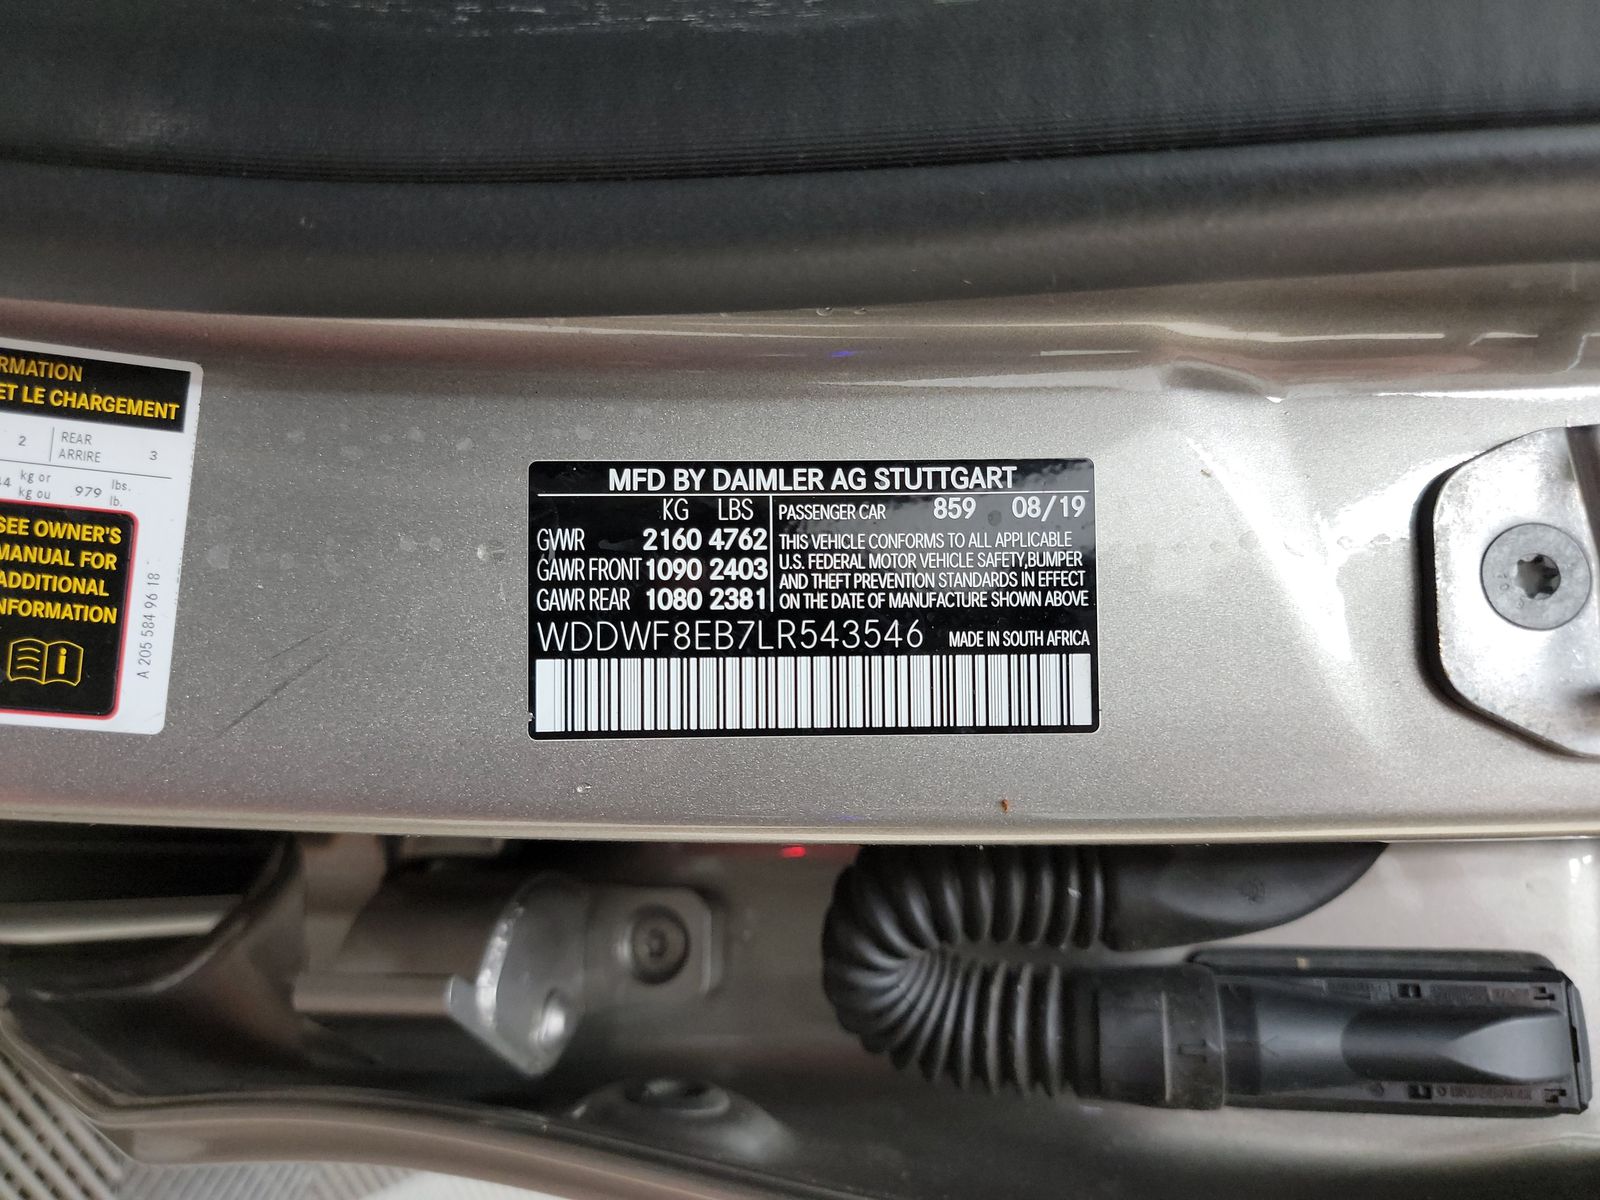 RMATION
ET LE CHARGEMENT
2 REAR ARRIRE 3
kg or kg ou 979 lbs. lb.
SEE OWNER'S
MANUAL FOR
ADDITIONAL
INFORMATION
A 205 584 96 18
MFD BY DAIMLER AG STUTTGART
KG LBS
GVWR 2160 4762
GAWR FRONT 1090 2403
GAWR REAR 1080 2381
PASSENGER CAR 859 08/19
THIS VEHICLE CONFORMS TO ALL APPLICABLE
U.S. FEDERAL MOTOR VEHICLE SAFETY,BUMPER
AND THEFT PREVENTION STANDARDS IN EFFECT
ON THE DATE OF MANUFACTURE SHOWN ABOVE
WDDWF8EB7LR543546 MADE IN SOUTH AFRICA